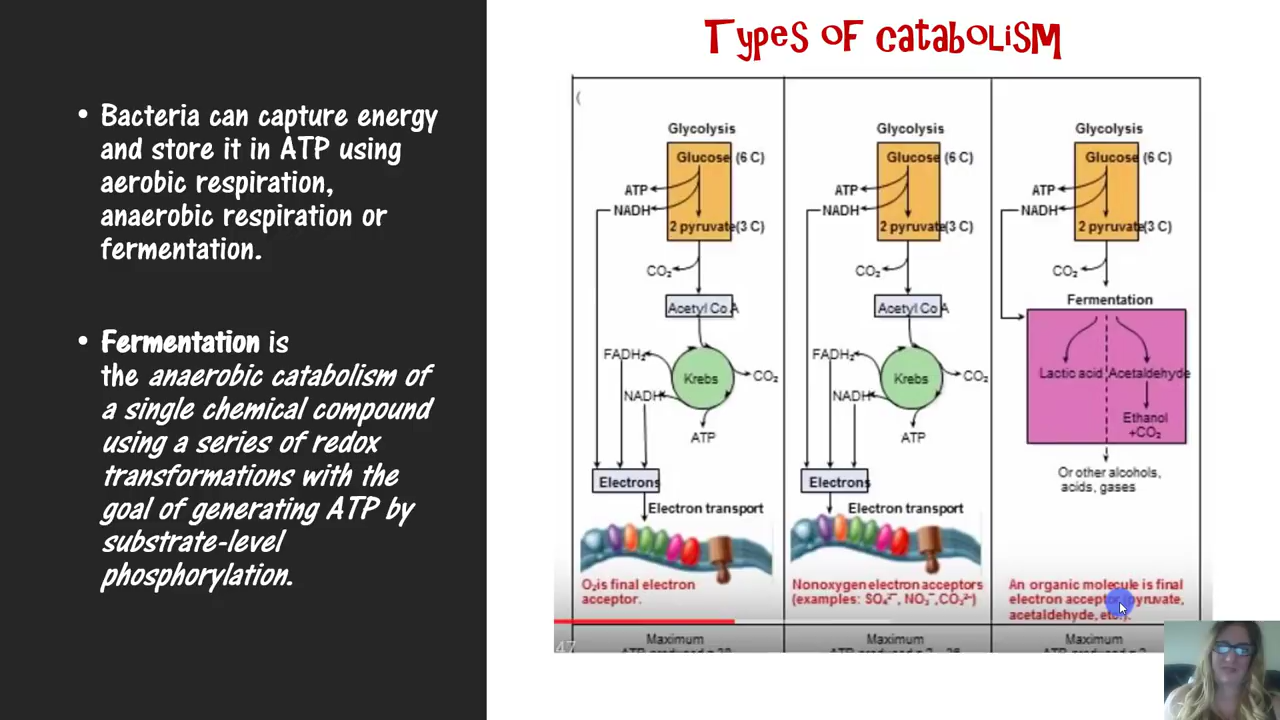 Types of Catabolism
• Bacteria can capture energy
and store it in ATP using
aerobic respiration,
anaerobic respiration or
fermentation.
• Fermentation is
the anaerobic catabolism of
a single chemical compound
using a series of redox
transformations with the
goal of generating ATP by
substrate-level
phosphorylation.
(
Glycolysis
Glucose (6 C)
ATP
NADH
2 pyruvate(3 C)
CO₂
Acetyl Co A
FADH₂
Krebs
CO₂
NADH
ATP
Electrons
Electron transport
O₂is final electron
acceptor.
Maximum
Glycolysis
Glucose (6 C)
ATP
NADH
2 pyruvate(3 C)
CO₂
Acetyl Co A
FADH₂
Krebs
CO₂
NADH
ATP
Electrons
Electron transport
Nonoxygen electron acceptors
(examples: SO₄²⁻, NO₃⁻,CO₃²⁻)
Maximum
Glycolysis
Glucose (6 C)
ATP
NADH
2 pyruvate(3 C)
CO₂
Fermentation
Lactic acid
Acetaldehyde
Ethanol
+CO₂
Or other alcohols,
acids, gases
An organic molecule is final
electron acceptor (pyruvate,
acetaldehyde, etc).
Maximum